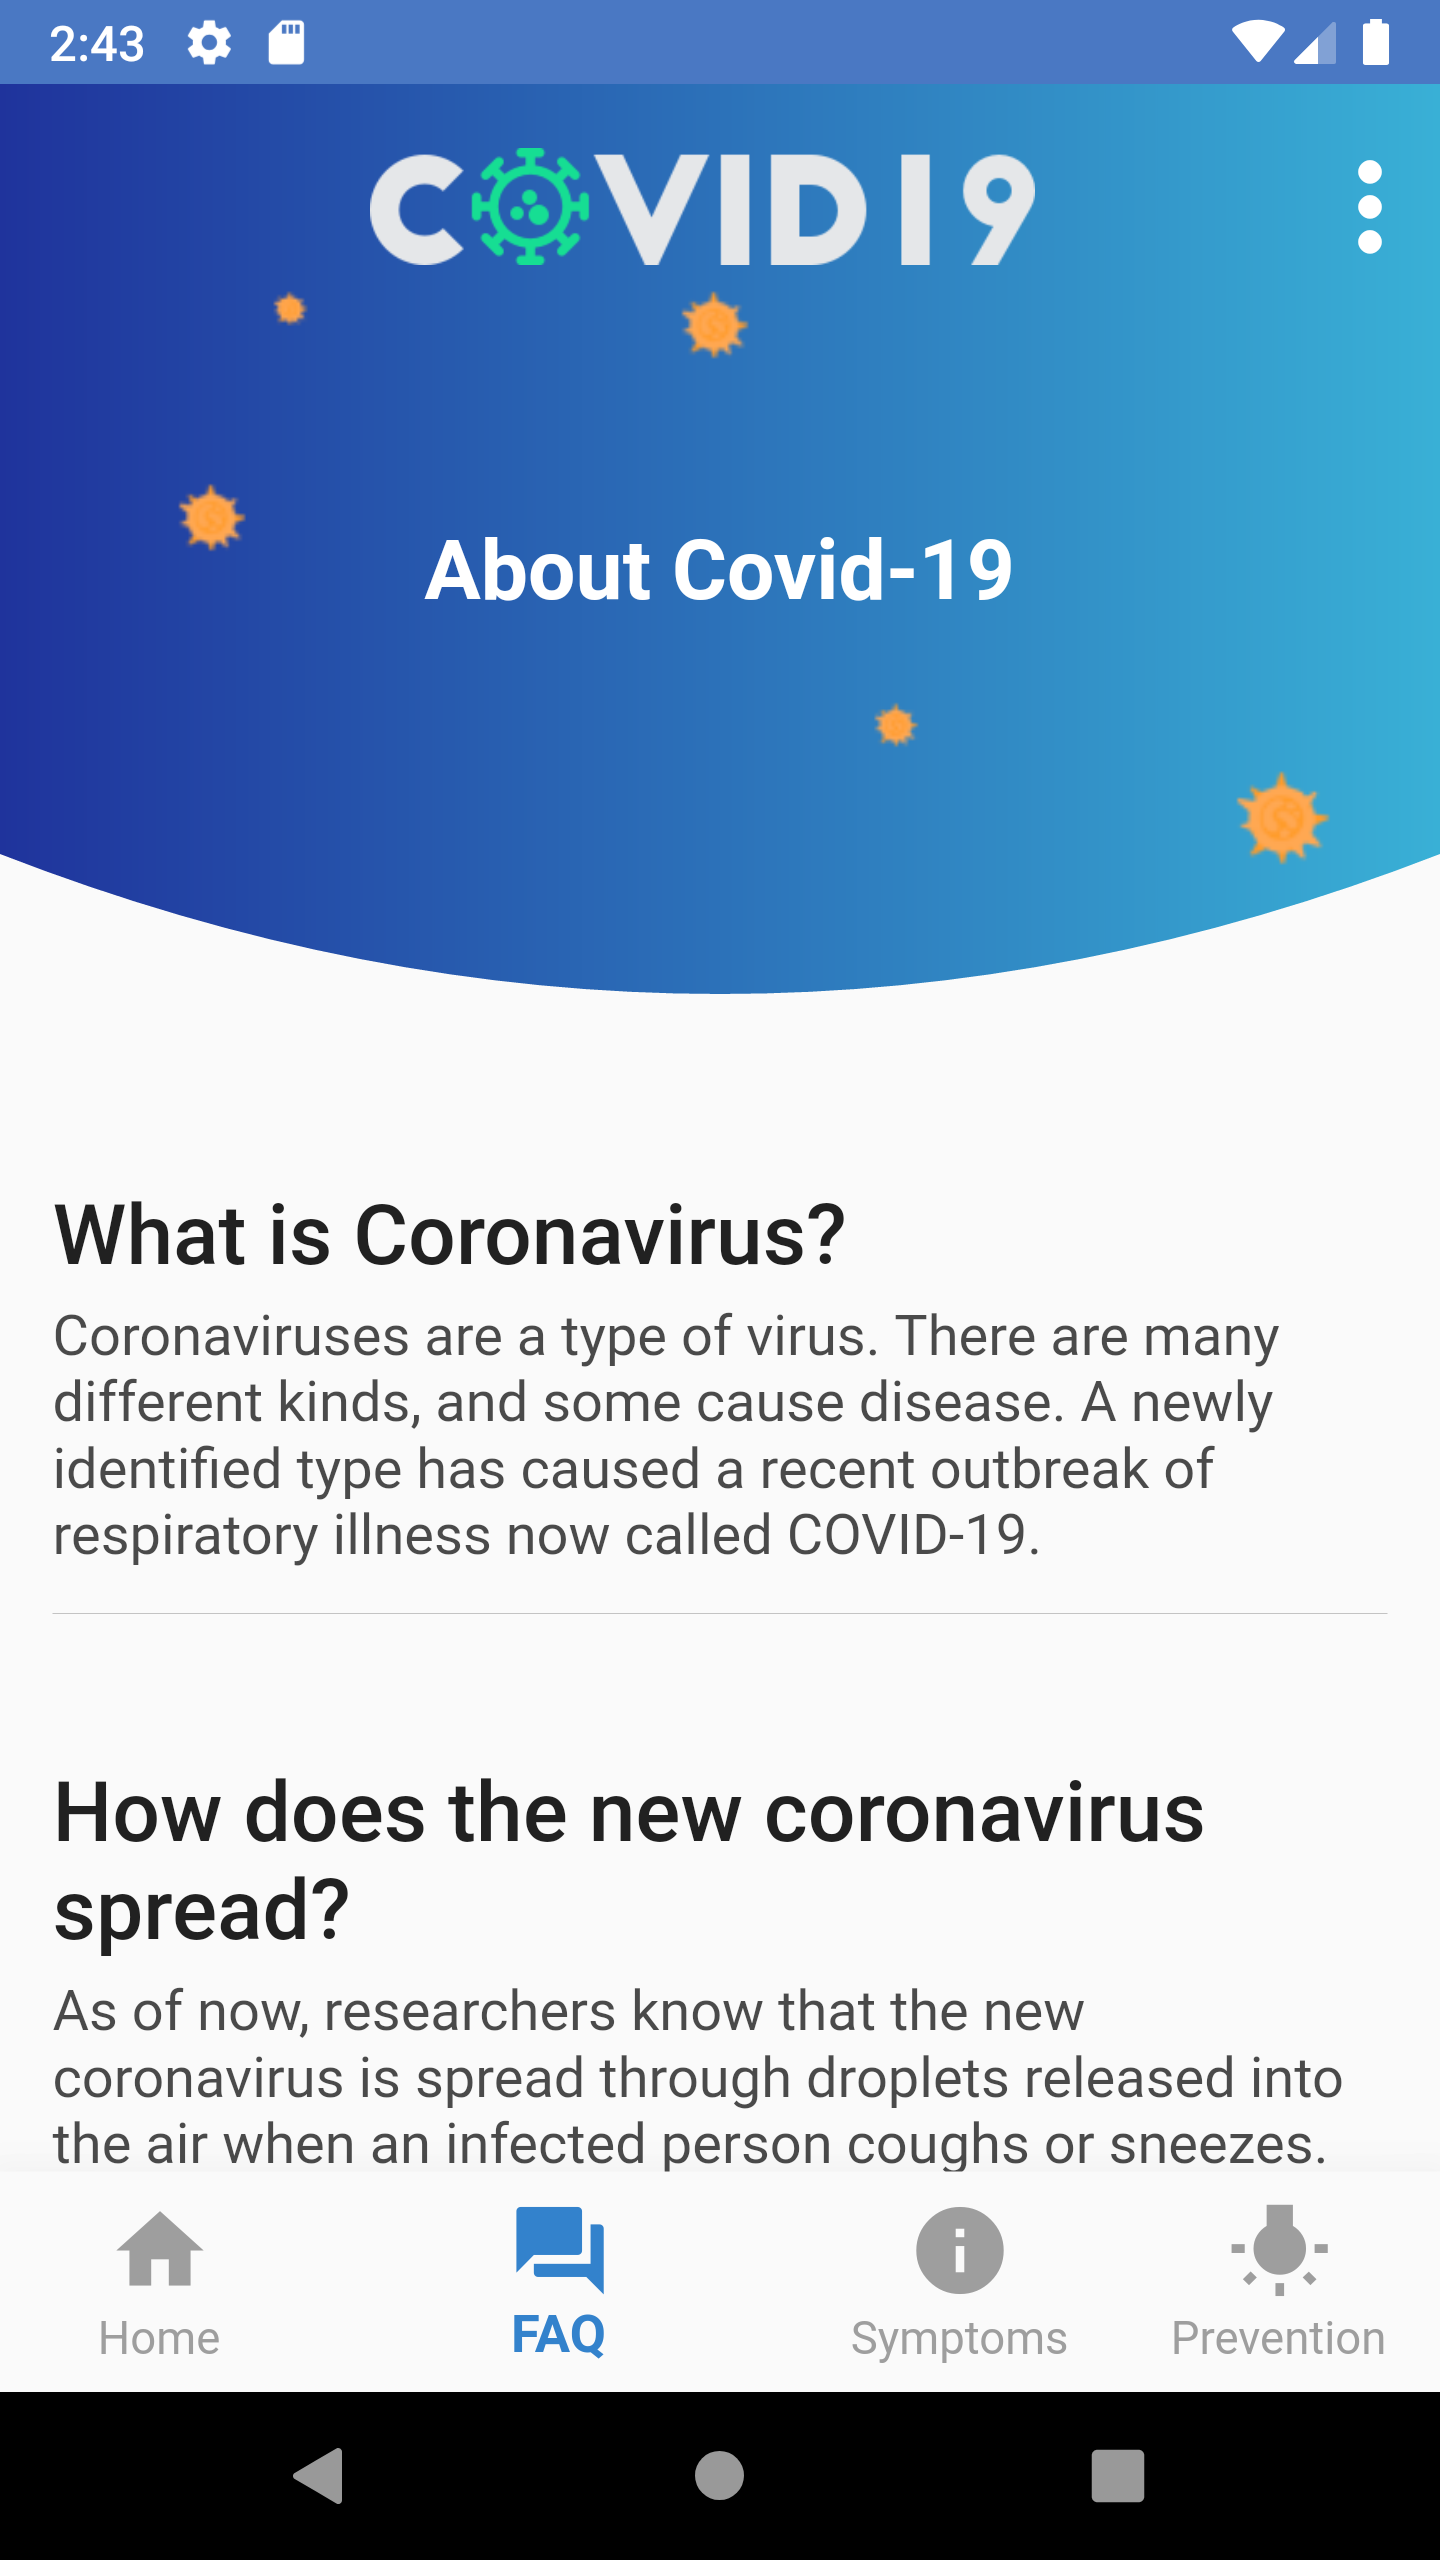 2:43
COVID19
About Covid-19
What is Coronavirus?
Coronaviruses are a type of virus. There are many
different kinds, and some cause disease. A newly
identified type has caused a recent outbreak of
respiratory illness now called COVID-19.
How does the new coronavirus
spread?
As of now, researchers know that the new
coronavirus is spread through droplets released into
the air when an infected person coughs or sneezes.
Home
FAQ
Symptoms
Prevention